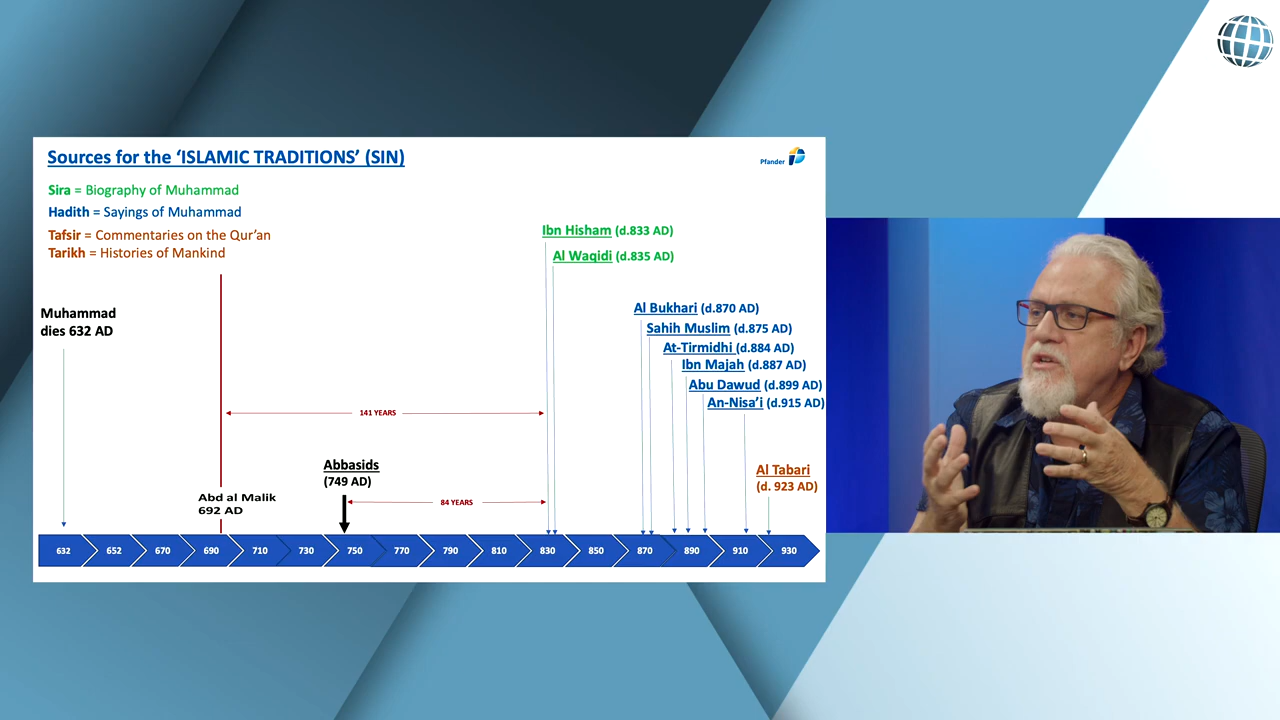 Sources for the ‘ISLAMIC TRADITIONS’ (SIN)
Pfander
Sira = Biography of Muhammad
Hadith = Sayings of Muhammad
Tafsir = Commentaries on the Qur’an
Tarikh = Histories of Mankind
Ibn Hisham (d.833 AD)
Al Waqidi (d.835 AD)
Muhammad
dies 632 AD
Al Bukhari (d.870 AD)
Sahih Muslim (d.875 AD)
At-Tirmidhi (d.884 AD)
Ibn Majah (d.887 AD)
Abu Dawud (d.899 AD)
An-Nisa’i (d.915 AD)
141 YEARS
Abbasids
(749 AD)
Al Tabari
(d. 923 AD)
Abd al Malik
692 AD
84 YEARS
632 652 670 690 710 730 750 770 790 810 830 850 870 890 910 930